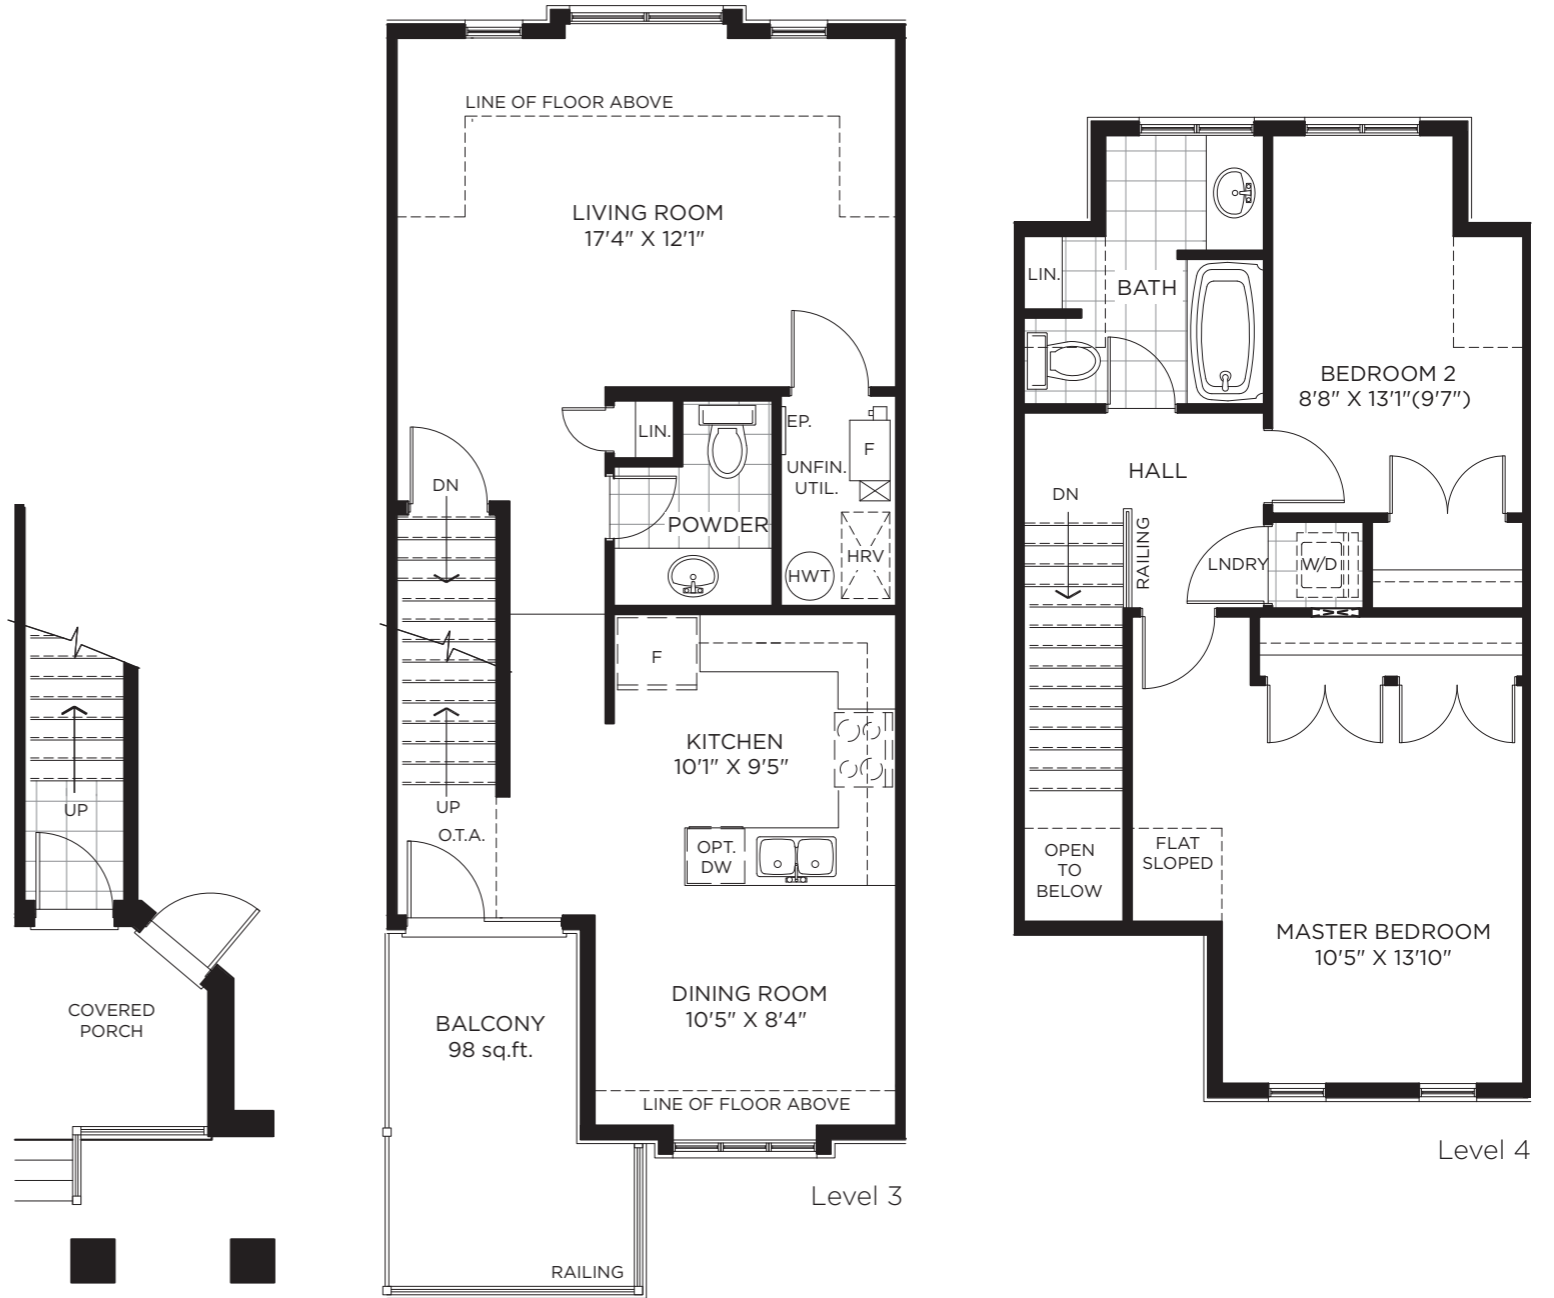 UP
COVERED
PORCH
LINE OF FLOOR ABOVE
LIVING ROOM
17'4" X 12'1"
LIN.
EP.
F
UNFIN.
UTIL.
DN
POWDER
HRV
HWT
F
KITCHEN
10'1" X 9'5"
UP
O.T.A.
OPT.
DW
DINING ROOM
10'5" X 8'4"
BALCONY
98 sq.ft.
LINE OF FLOOR ABOVE
Level 3
RAILING
LIN.
BATH
BEDROOM 2
8'8" X 13'1"(9'7")
HALL
DN
RAILING
LNDRY
W/D
OPEN
TO
BELOW
FLAT
SLOPED
MASTER BEDROOM
10'5" X 13'10"
Level 4